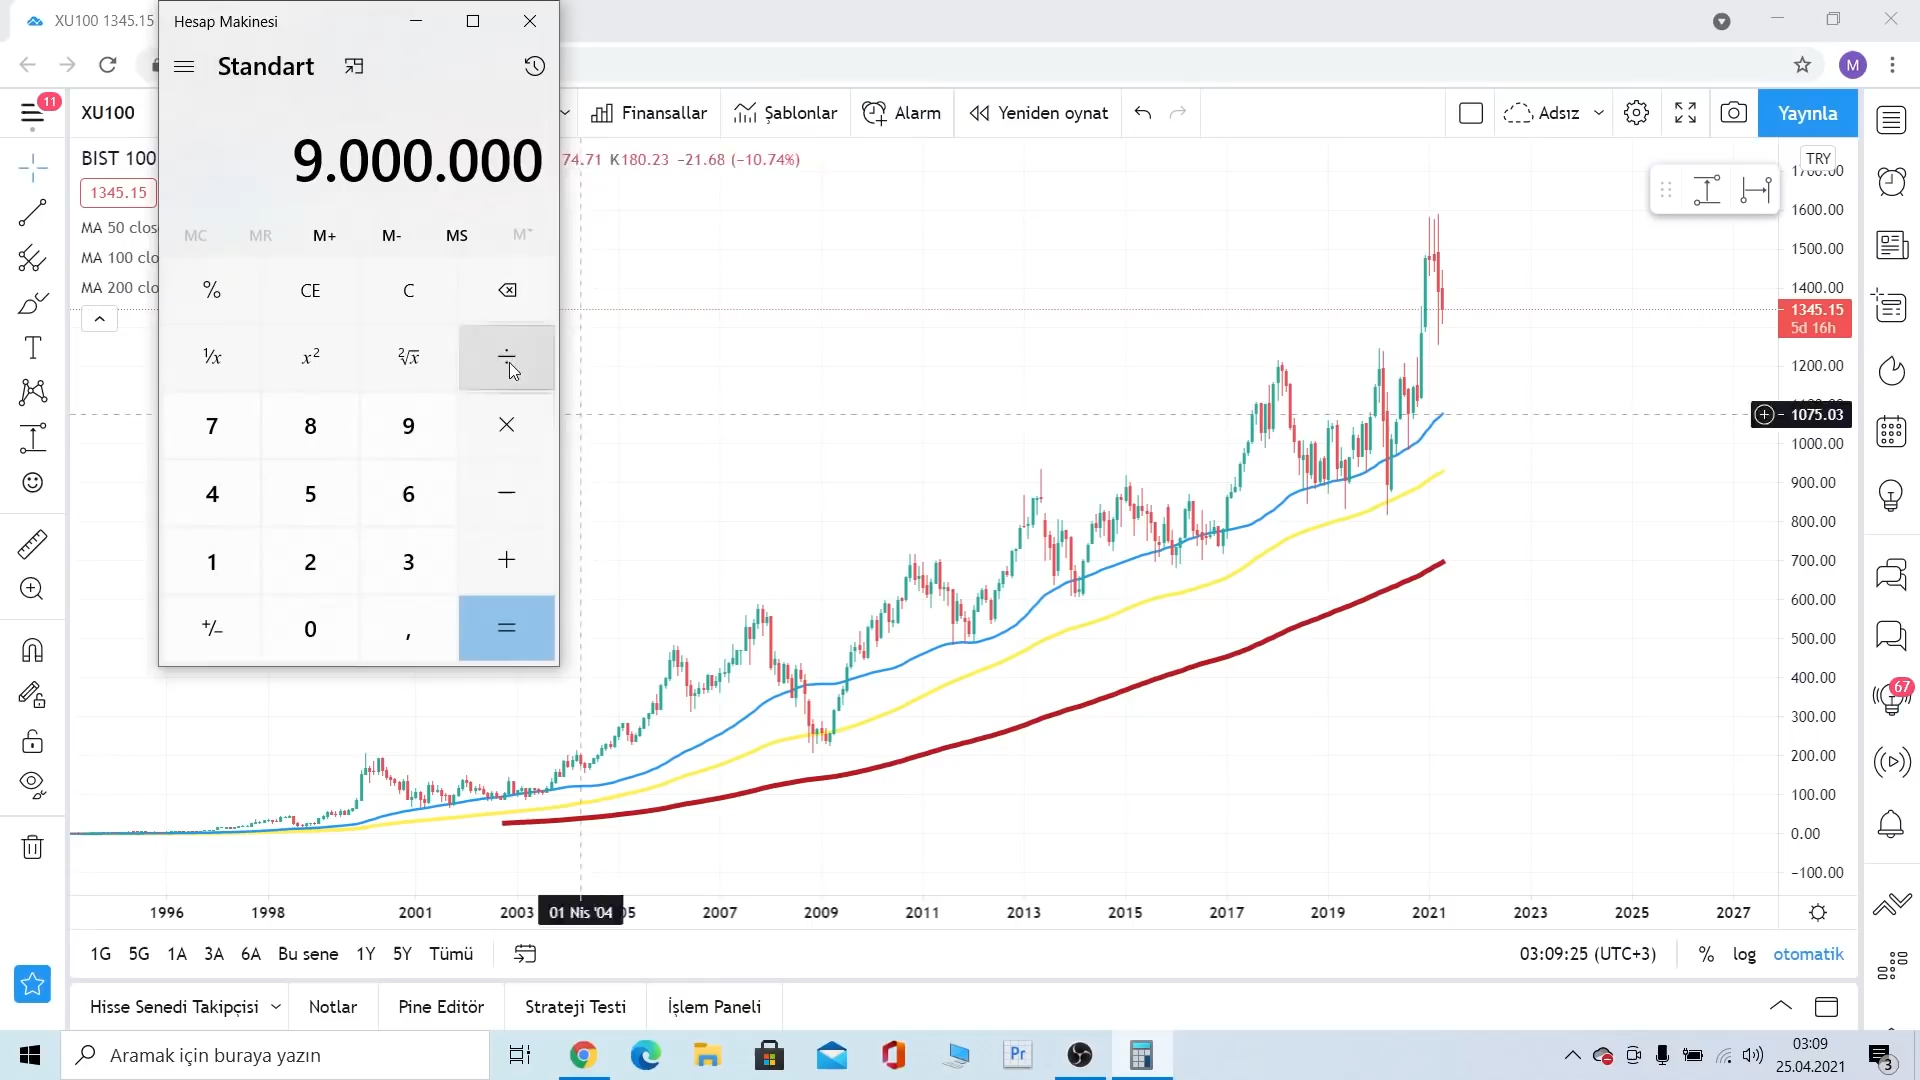 XU100 1345.15
Hesap Makinesi
Standart
9.000.000
MC MR M+ M- MS M˅
% CE C
⅟x x² ²√x ÷
7 8 9 ×
4 5 6 −
1 2 3 +
+/− 0 , =
M
11
XU100
Finansallar
Şablonlar
Alarm
Yeniden oynat
Adsız
Yayınla
BIST 100
74.71 K180.23 −21.68 (−10.74%)
1345.15
MA 50 clos
MA 100 clo
MA 200 clo
TRY
1600.00
1500.00
1400.00
1345.15
5d 16h
1200.00
1075.03
1000.00
900.00
800.00
700.00
600.00
500.00
400.00
300.00
200.00
100.00
0.00
−100.00
67
1996 1998 2001 2003 01 Nis '04 05 2007 2009 2011 2013 2015 2017 2019 2021 2023 2025 2027
1G 5G 1A 3A 6A Bu sene 1Y 5Y Tümü
03:09:25 (UTC+3) % log otomatik
Hisse Senedi Takipçisi Notlar Pine Editör Strateji Testi İşlem Paneli
Aramak için buraya yazın
Pr
03:09
25.04.2021
3